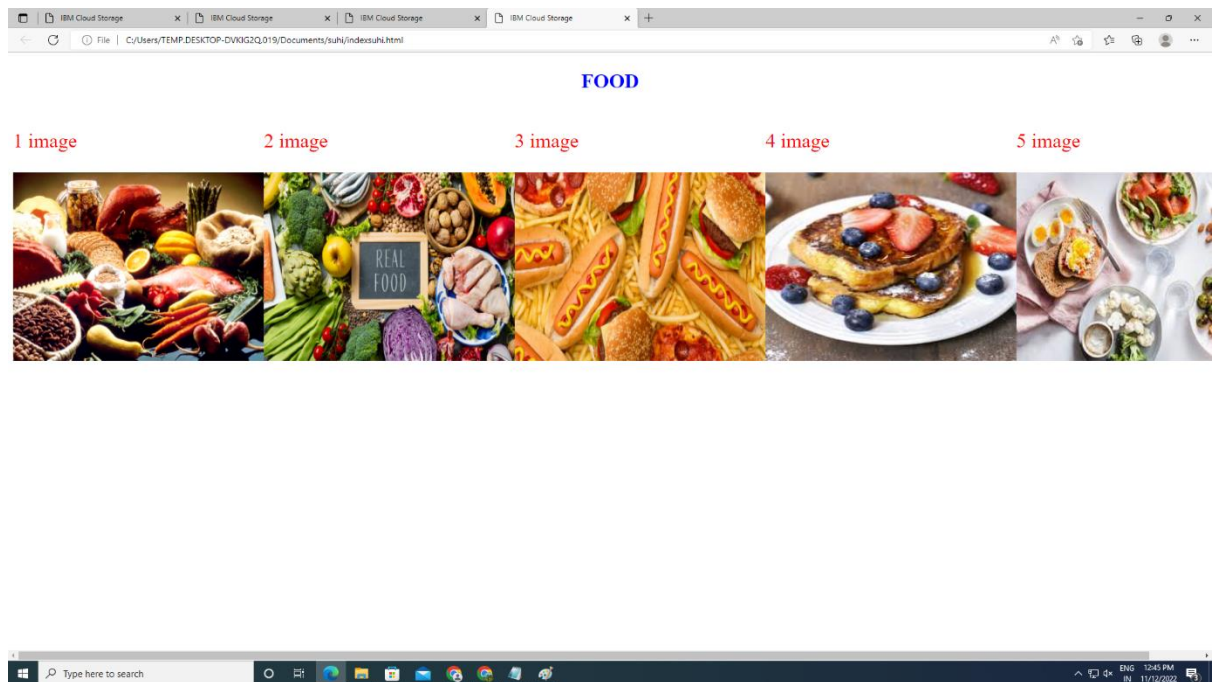 IBM Cloud Storage
IBM Cloud Storage
IBM Cloud Storage
IBM Cloud Storage
File | C:/Users/TEMP.DESKTOP-DVKIG2Q.019/Documents/suhi/indexsuhi.html
FOOD
1 image
2 image
3 image
4 image
5 image
REAL
FOOD
Type here to search
ENG
IN
12:45 PM
11/12/2022